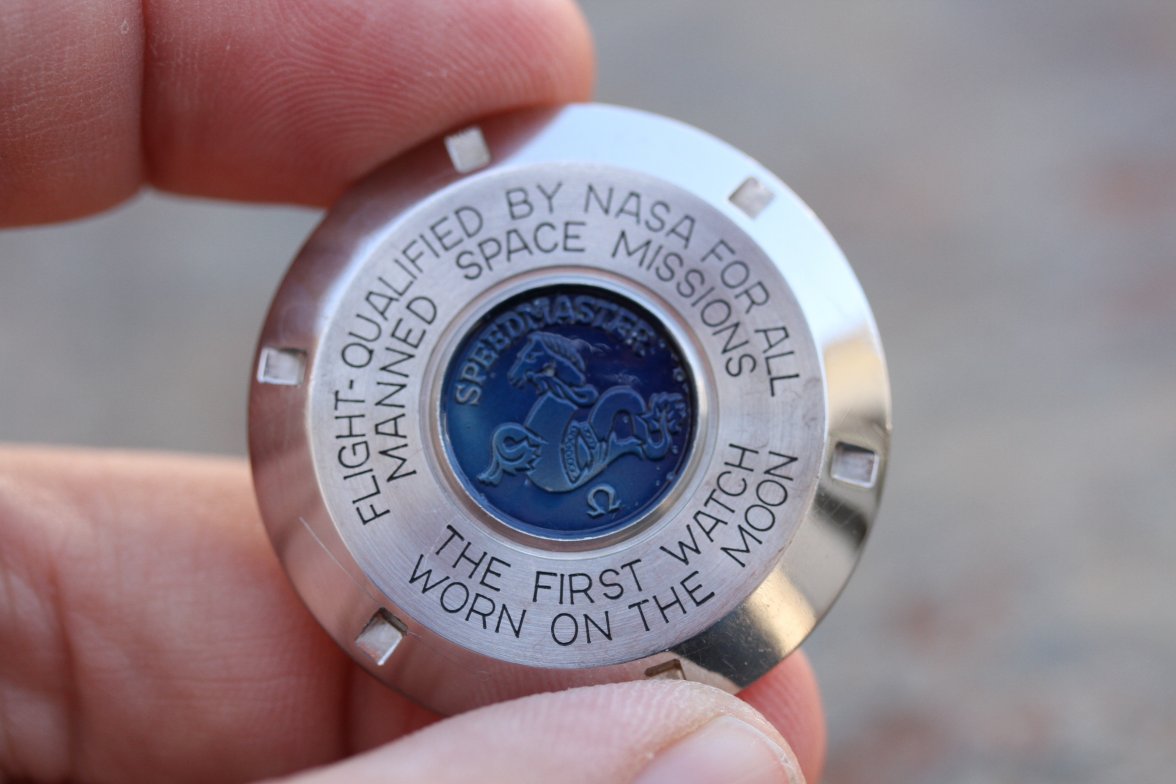 FLIGHT-QUALIFIED BY NASA FOR ALL
MANNED SPACE MISSIONS
SPEEDMASTER
Ω
THE FIRST WATCH
WORN ON THE MOON